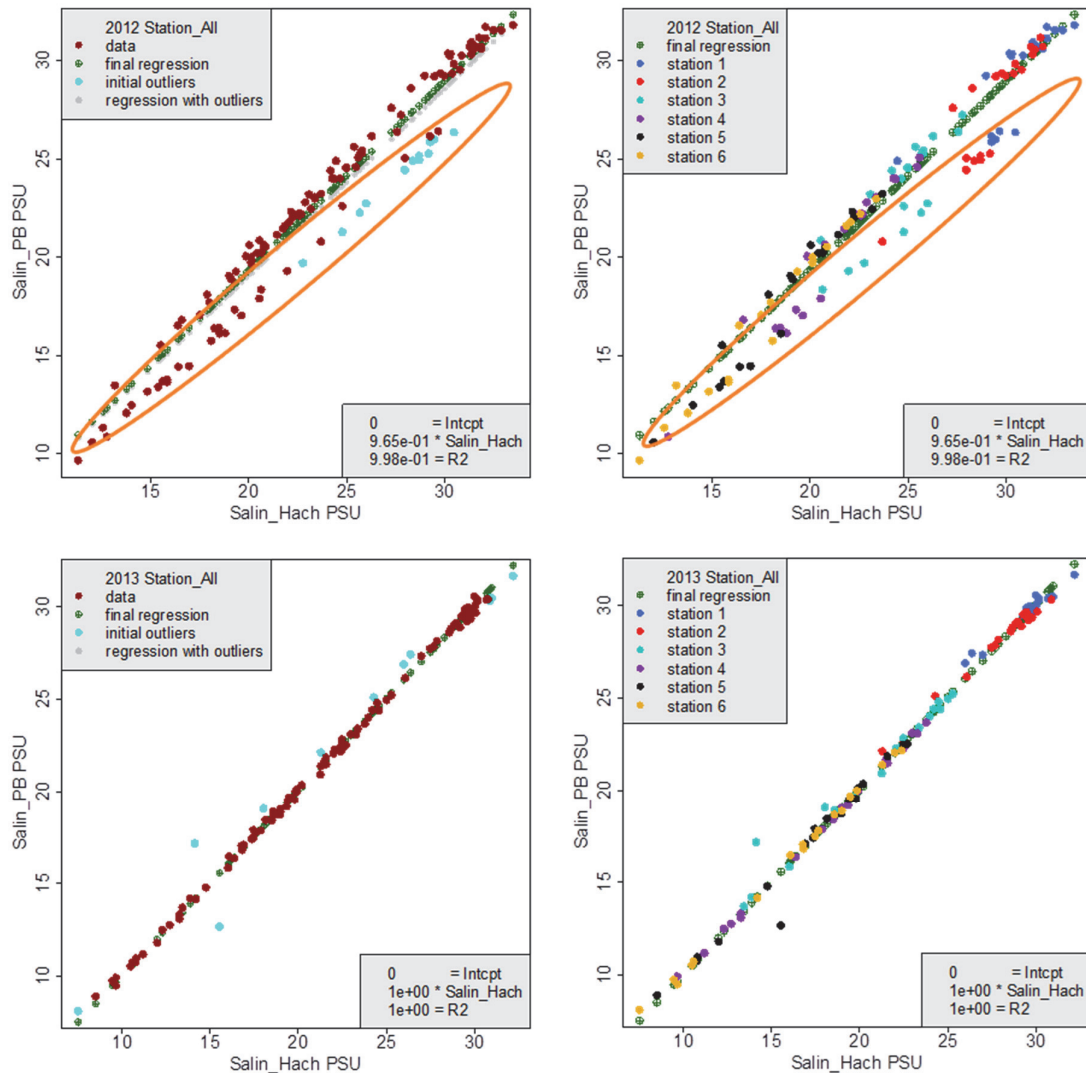 2012 Station_All
data
final regression
initial outliers
regression with outliers
Salin_PB PSU
10
15
20
25
30
15
20
25
30
Salin_Hach PSU
0 = Intcpt
9.65e-01 * Salin_Hach
9.98e-01 = R2
2012 Station_All
final regression
station 1
station 2
station 3
station 4
station 5
station 6
Salin_PB PSU
10
15
20
25
30
15
20
25
30
Salin_Hach PSU
0 = Intcpt
9.65e-01 * Salin_Hach
9.98e-01 = R2
2013 Station_All
data
final regression
initial outliers
regression with outliers
Salin_PB PSU
10
15
20
25
30
10
15
20
25
30
Salin_Hach PSU
0 = Intcpt
1e+00 * Salin_Hach
1e+00 = R2
2013 Station_All
final regression
station 1
station 2
station 3
station 4
station 5
station 6
Salin_PB PSU
10
15
20
25
30
10
15
20
25
30
Salin_Hach PSU
0 = Intcpt
1e+00 * Salin_Hach
1e+00 = R2